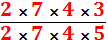 2 × 7 × 4 × 3
2 × 7 × 4 × 5